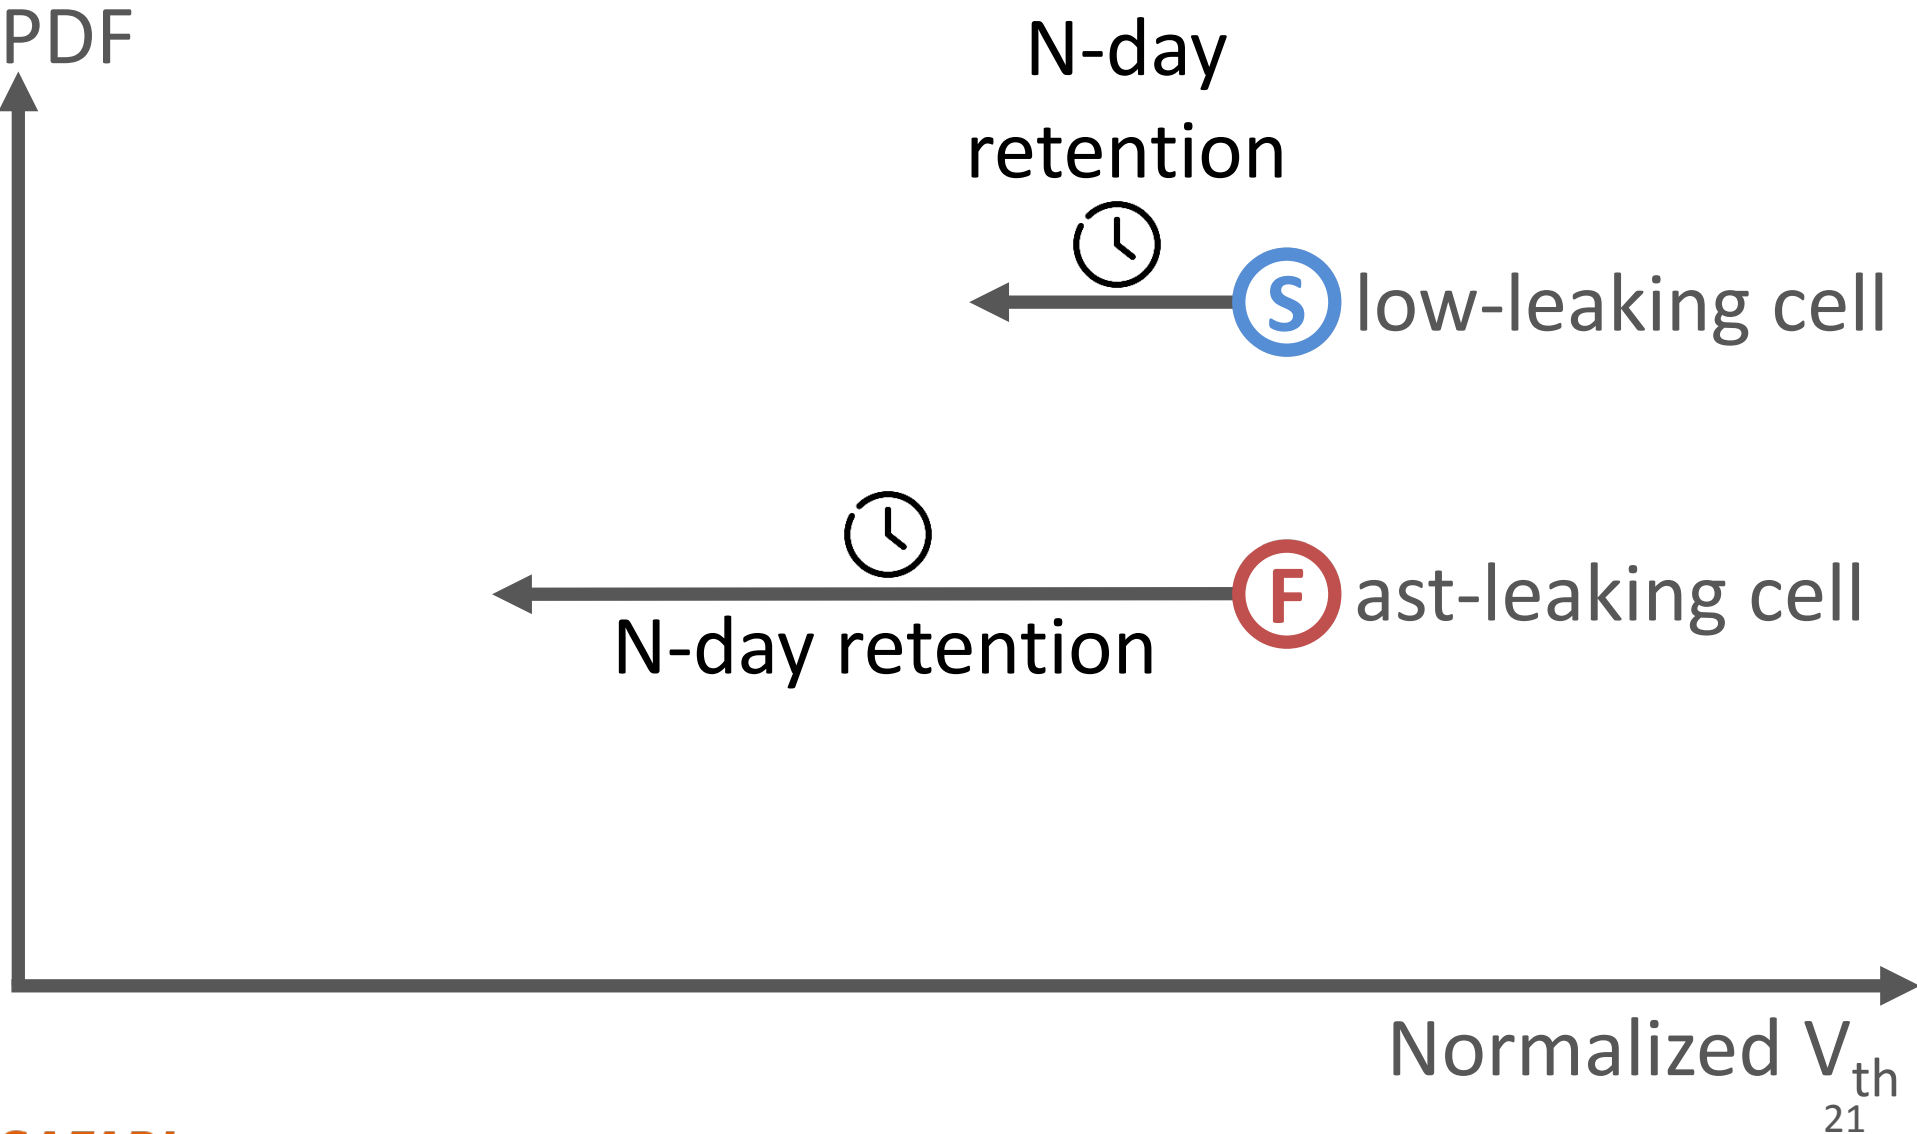 PDF
N-day
retention
S low-leaking cell
F ast-leaking cell
N-day retention
Normalized Vth
21